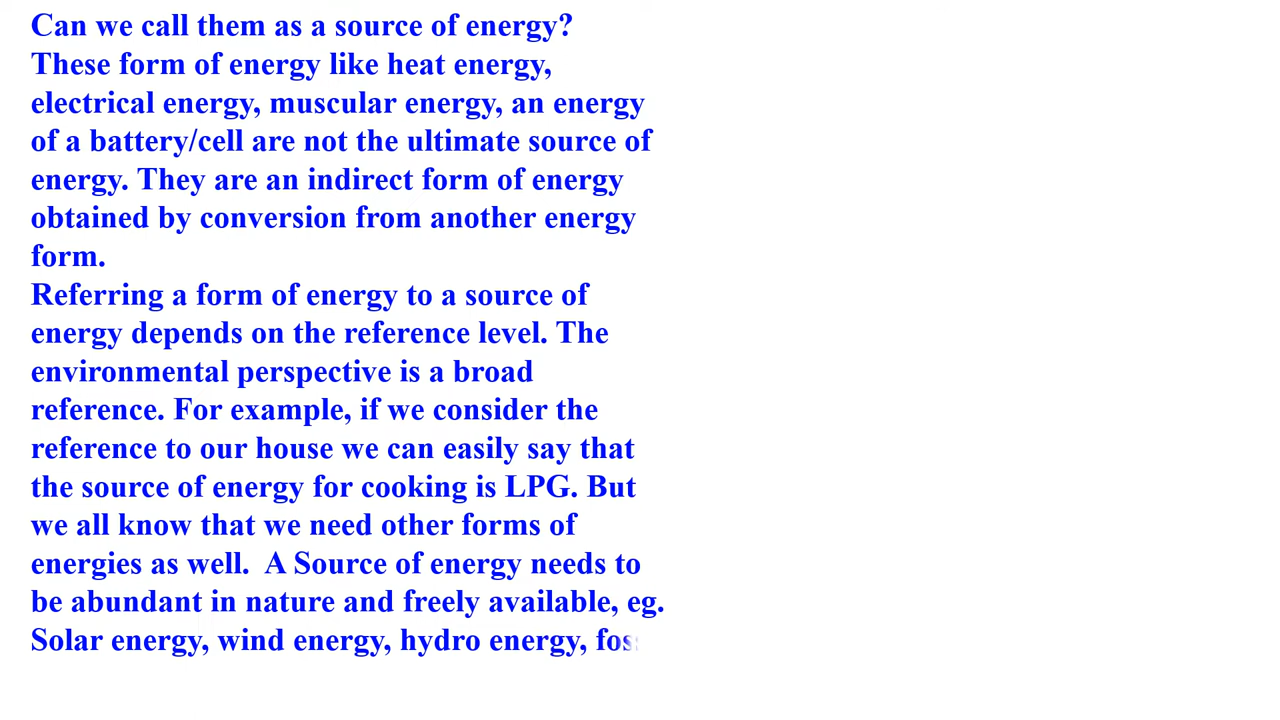 Can we call them as a source of energy?
These form of energy like heat energy,
electrical energy, muscular energy, an energy
of a battery/cell are not the ultimate source of
energy. They are an indirect form of energy
obtained by conversion from another energy
form.
Referring a form of energy to a source of
energy depends on the reference level. The
environmental perspective is a broad
reference. For example, if we consider the
reference to our house we can easily say that
the source of energy for cooking is LPG. But
we all know that we need other forms of
energies as well.  A Source of energy needs to
be abundant in nature and freely available, eg.
Solar energy, wind energy, hydro energy,